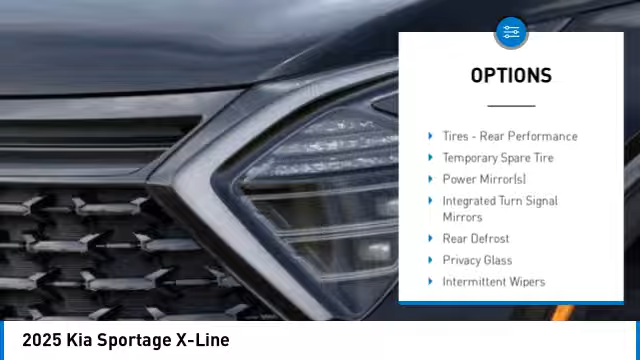 OPTIONS
Tires - Rear Performance
Temporary Spare Tire
Power Mirror(s)
Integrated Turn Signal
Mirrors
Rear Defrost
Privacy Glass
Intermittent Wipers
2025 Kia Sportage X-Line